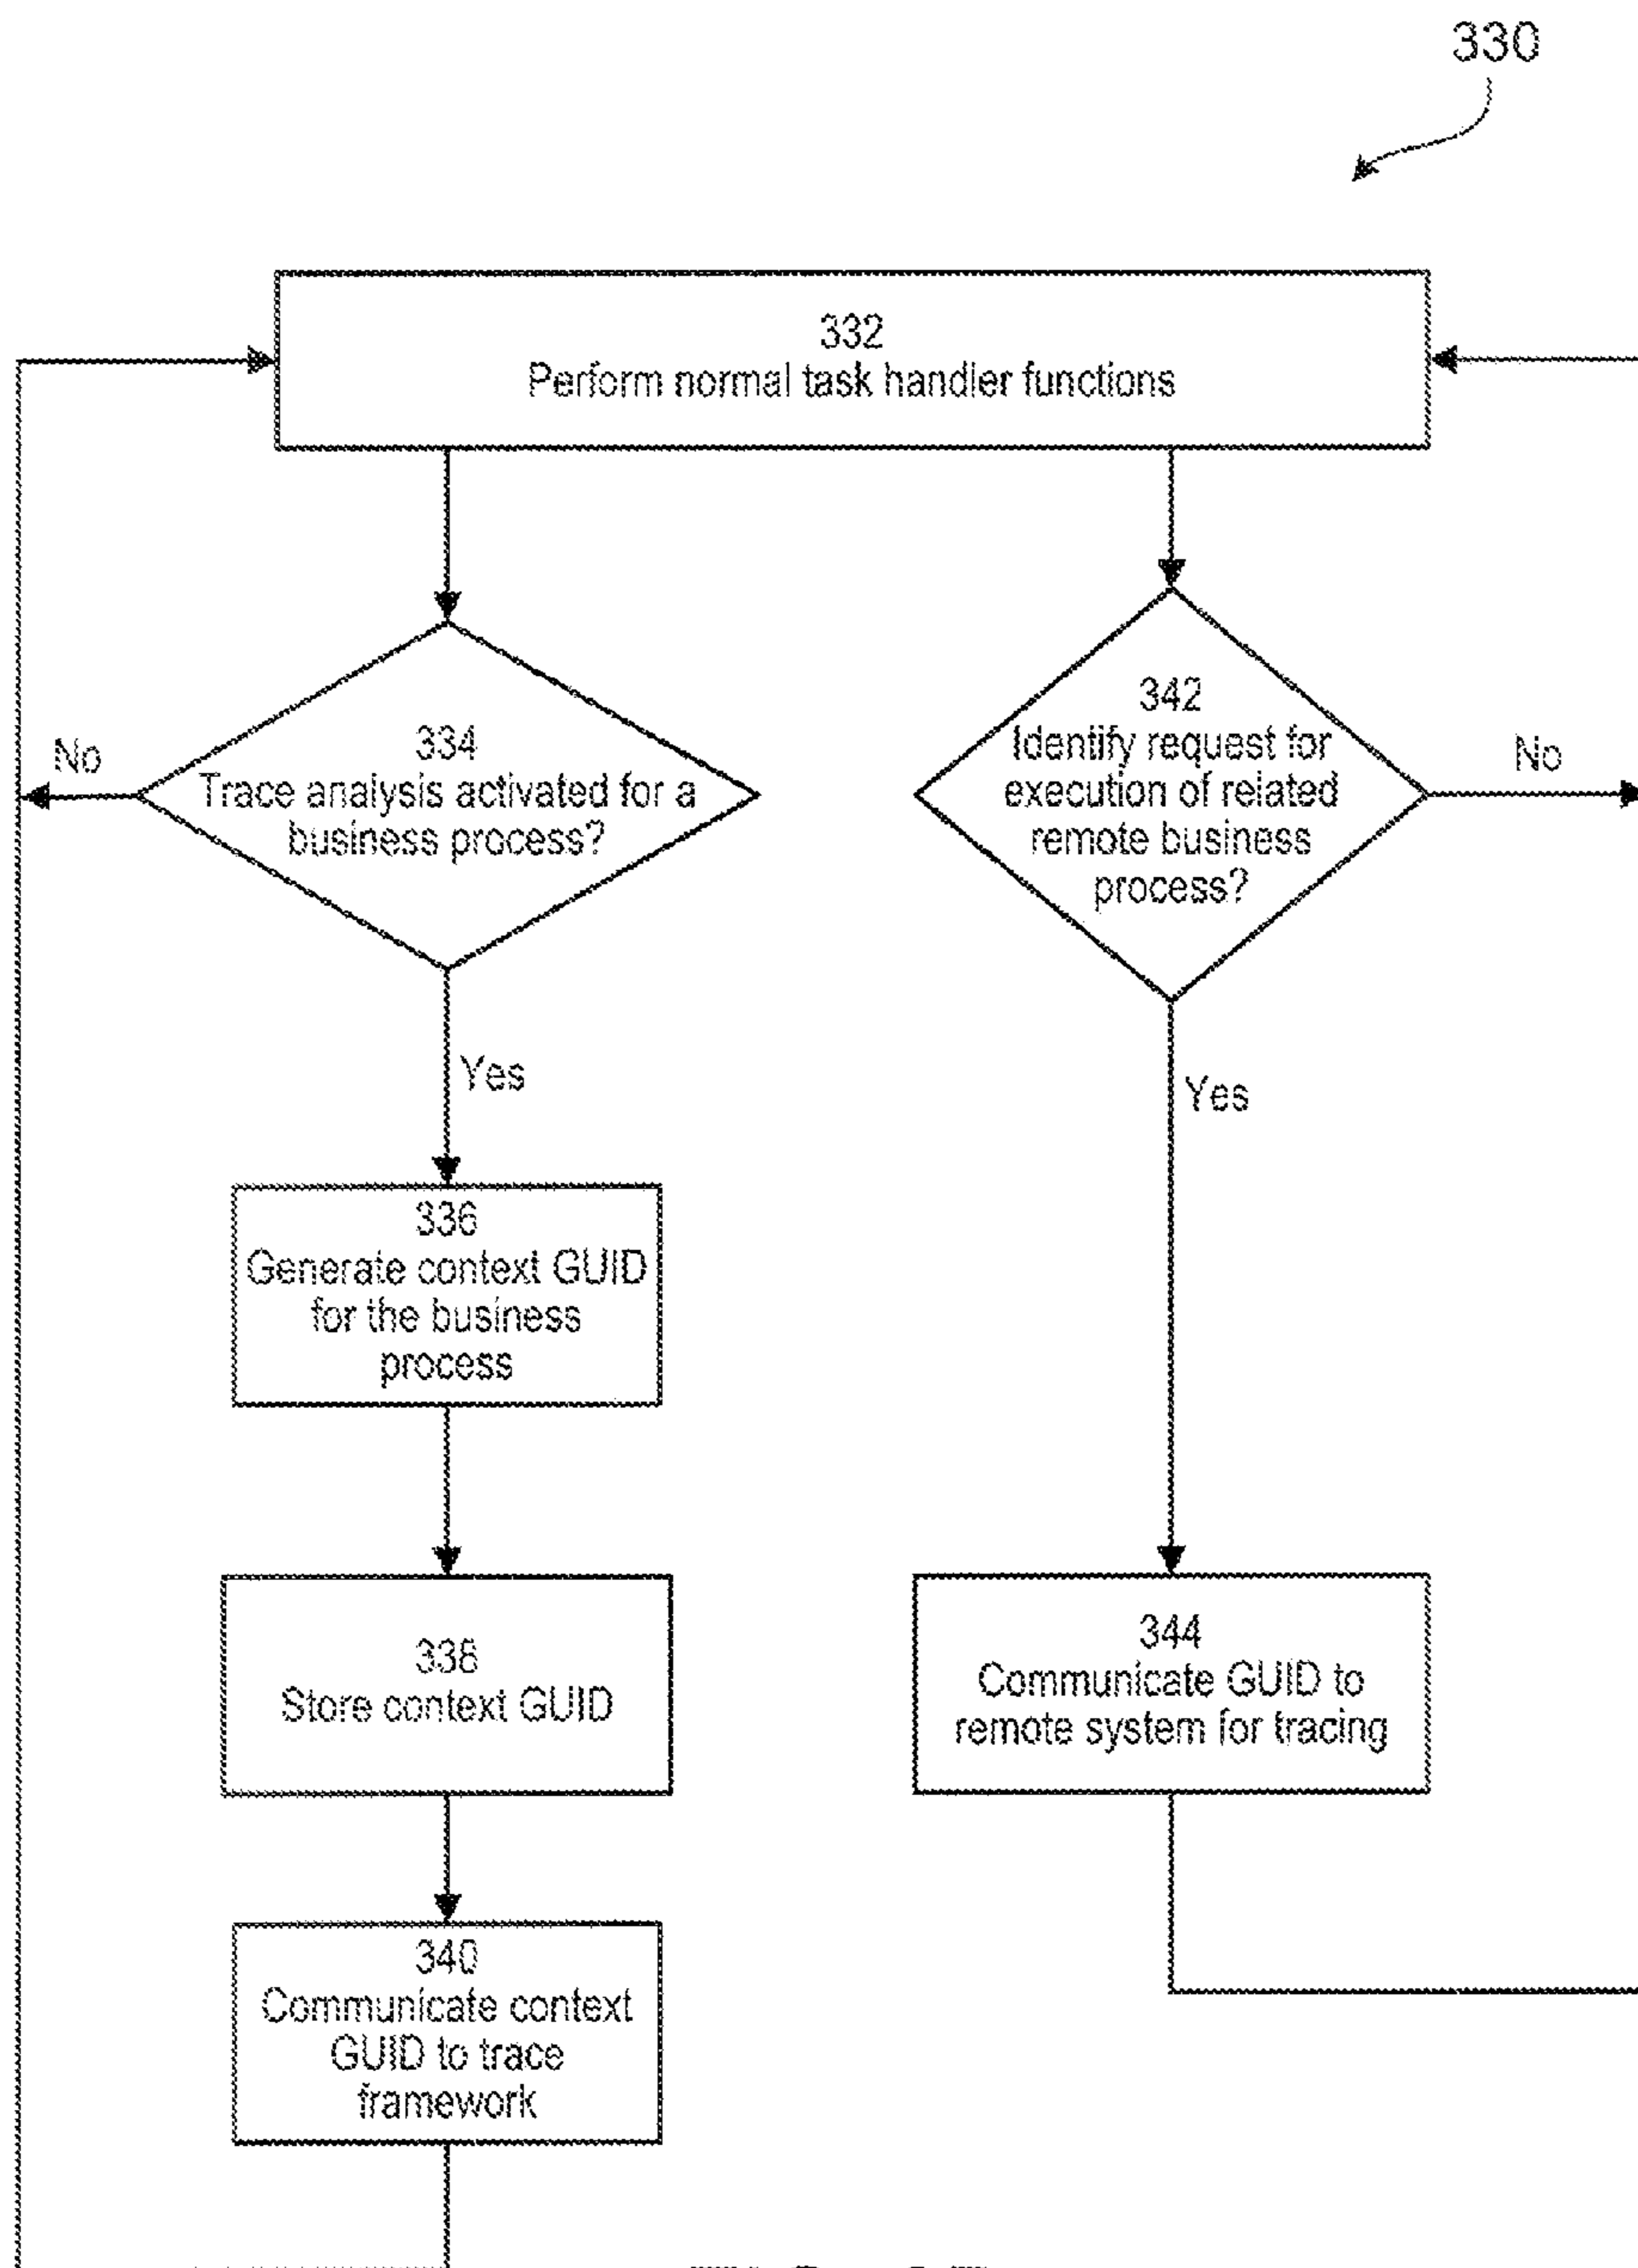 330
332
Perform normal task handler functions
334
Trace analysis activated for a
business process?
No
Yes
336
Generate context GUID
for the business
process
338
Store context GUID
340
Communicate context
GUID to trace
framework
342
Identify request for
execution of related
remote business
process?
No
Yes
344
Communicate GUID to
remote system for tracing